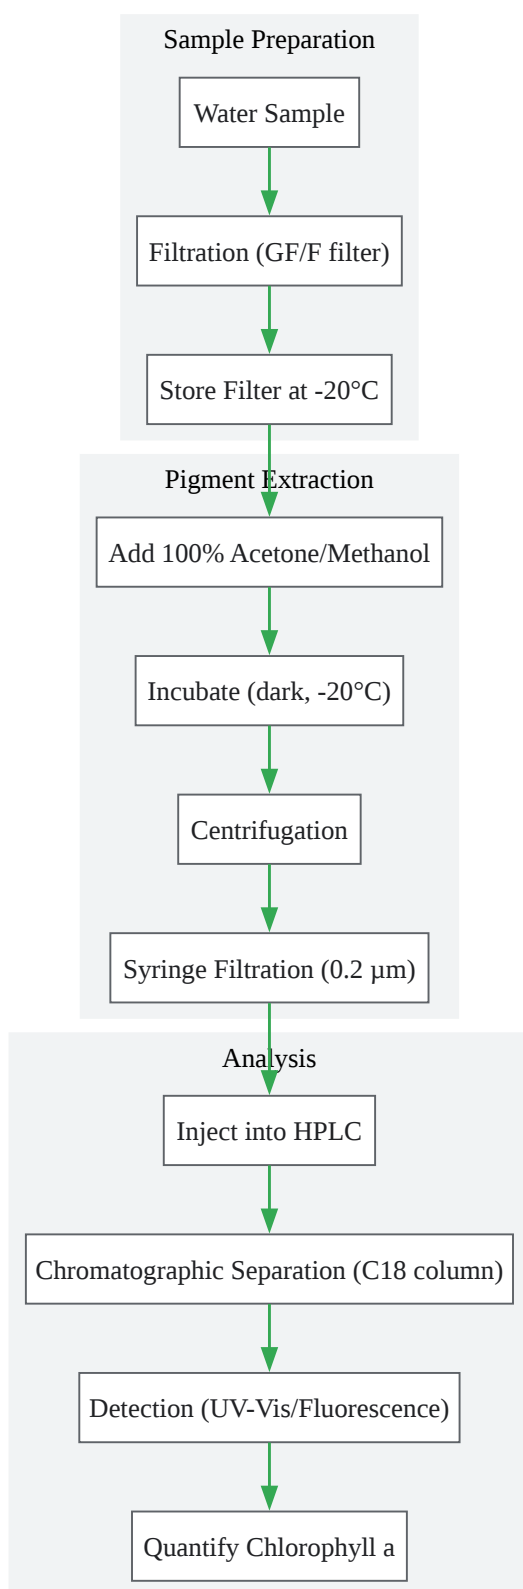 Sample Preparation
Water Sample
Filtration (GF/F filter)
Store Filter at -20°C
Pigment Extraction
Add 100% Acetone/Methanol
Incubate (dark, -20°C)
Centrifugation
Syringe Filtration (0.2 µm)
Analysis
Inject into HPLC
Chromatographic Separation (C18 column)
Detection (UV-Vis/Fluorescence)
Quantify Chlorophyll a